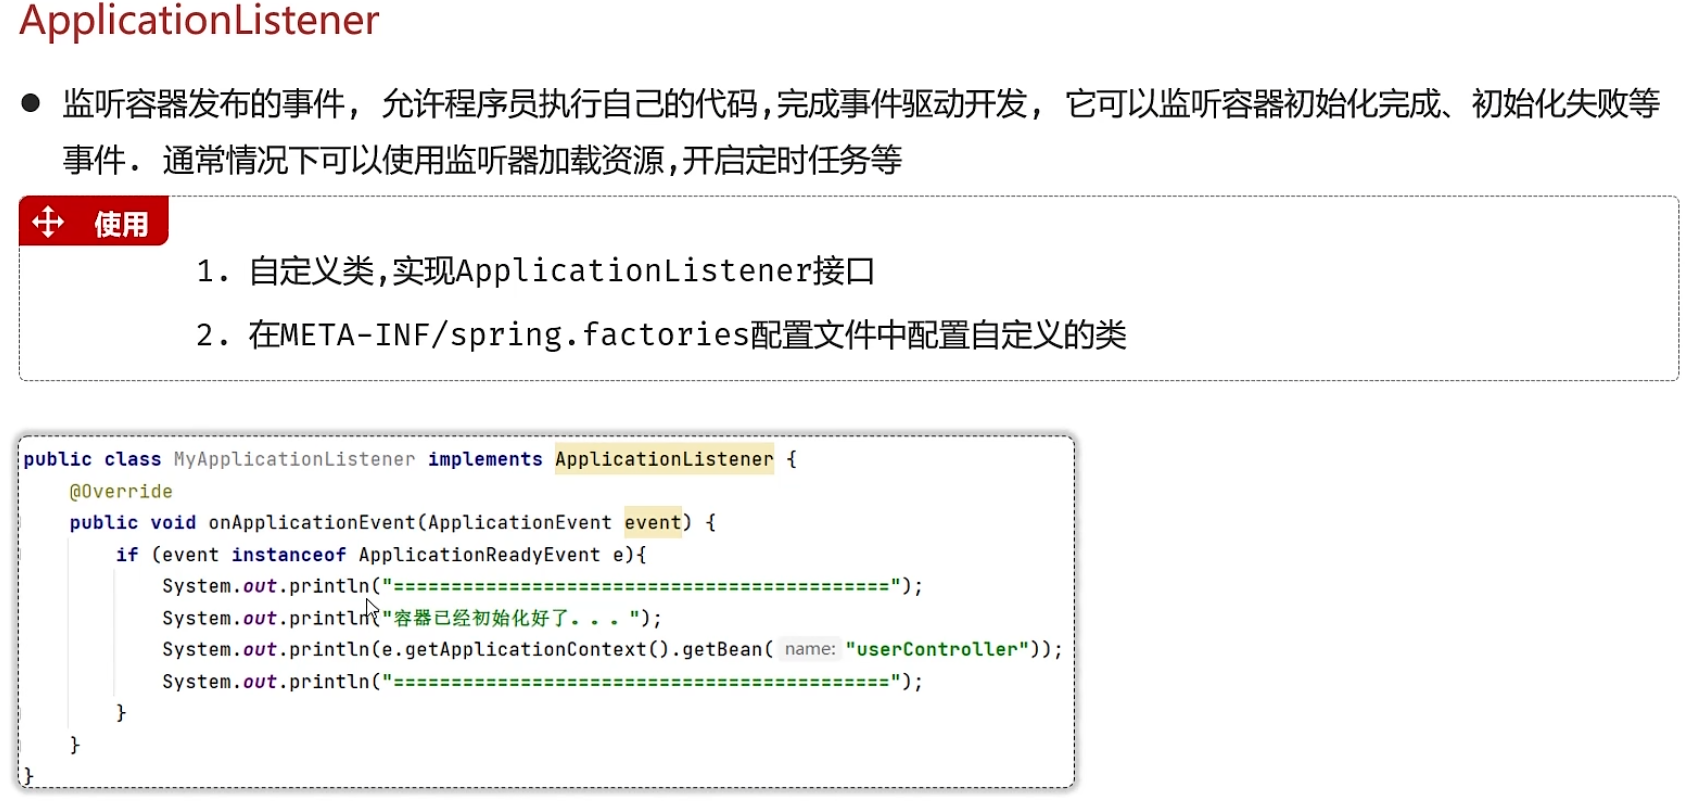 ApplicationListener
● 监听容器发布的事件, 允许程序员执行自己的代码,完成事件驱动开发, 它可以监听容器初始化完成、初始化失败等
事件. 通常情况下可以使用监听器加载资源,开启定时任务等
使用
1. 自定义类,实现ApplicationListener接口
2. 在META-INF/spring.factories配置文件中配置自定义的类
public class MyApplicationListener implements ApplicationListener {
@Override
public void onApplicationEvent(ApplicationEvent event) {
if (event instanceof ApplicationReadyEvent e){
System.out.println("===========================================");
System.out.println("容器已经初始化好了...");
System.out.println(e.getApplicationContext().getBean( name: "userController"));
System.out.println("===========================================");
}
}
}